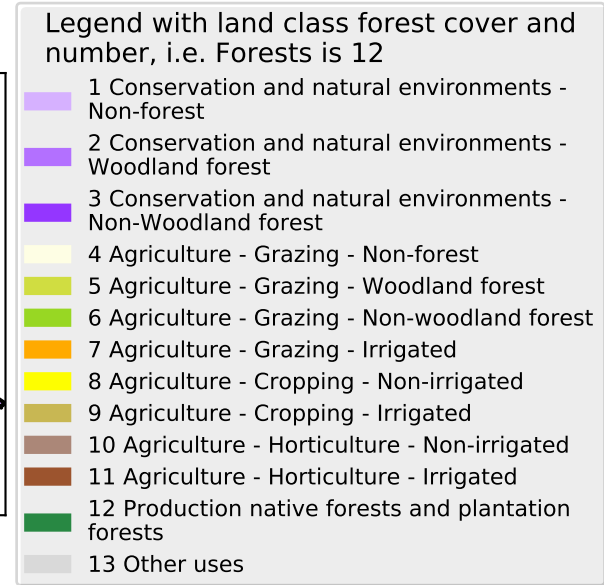 Legend with land class forest cover and
number, i.e. Forests is 12
1 Conservation and natural environments -
Non-forest
2 Conservation and natural environments -
Woodland forest
3 Conservation and natural environments -
Non-Woodland forest
4 Agriculture - Grazing - Non-forest
5 Agriculture - Grazing - Woodland forest
6 Agriculture - Grazing - Non-woodland forest
7 Agriculture - Grazing - Irrigated
8 Agriculture - Cropping - Non-irrigated
9 Agriculture - Cropping - Irrigated
10 Agriculture - Horticulture - Non-irrigated
11 Agriculture - Horticulture - Irrigated
12 Production native forests and plantation
forests
13 Other uses